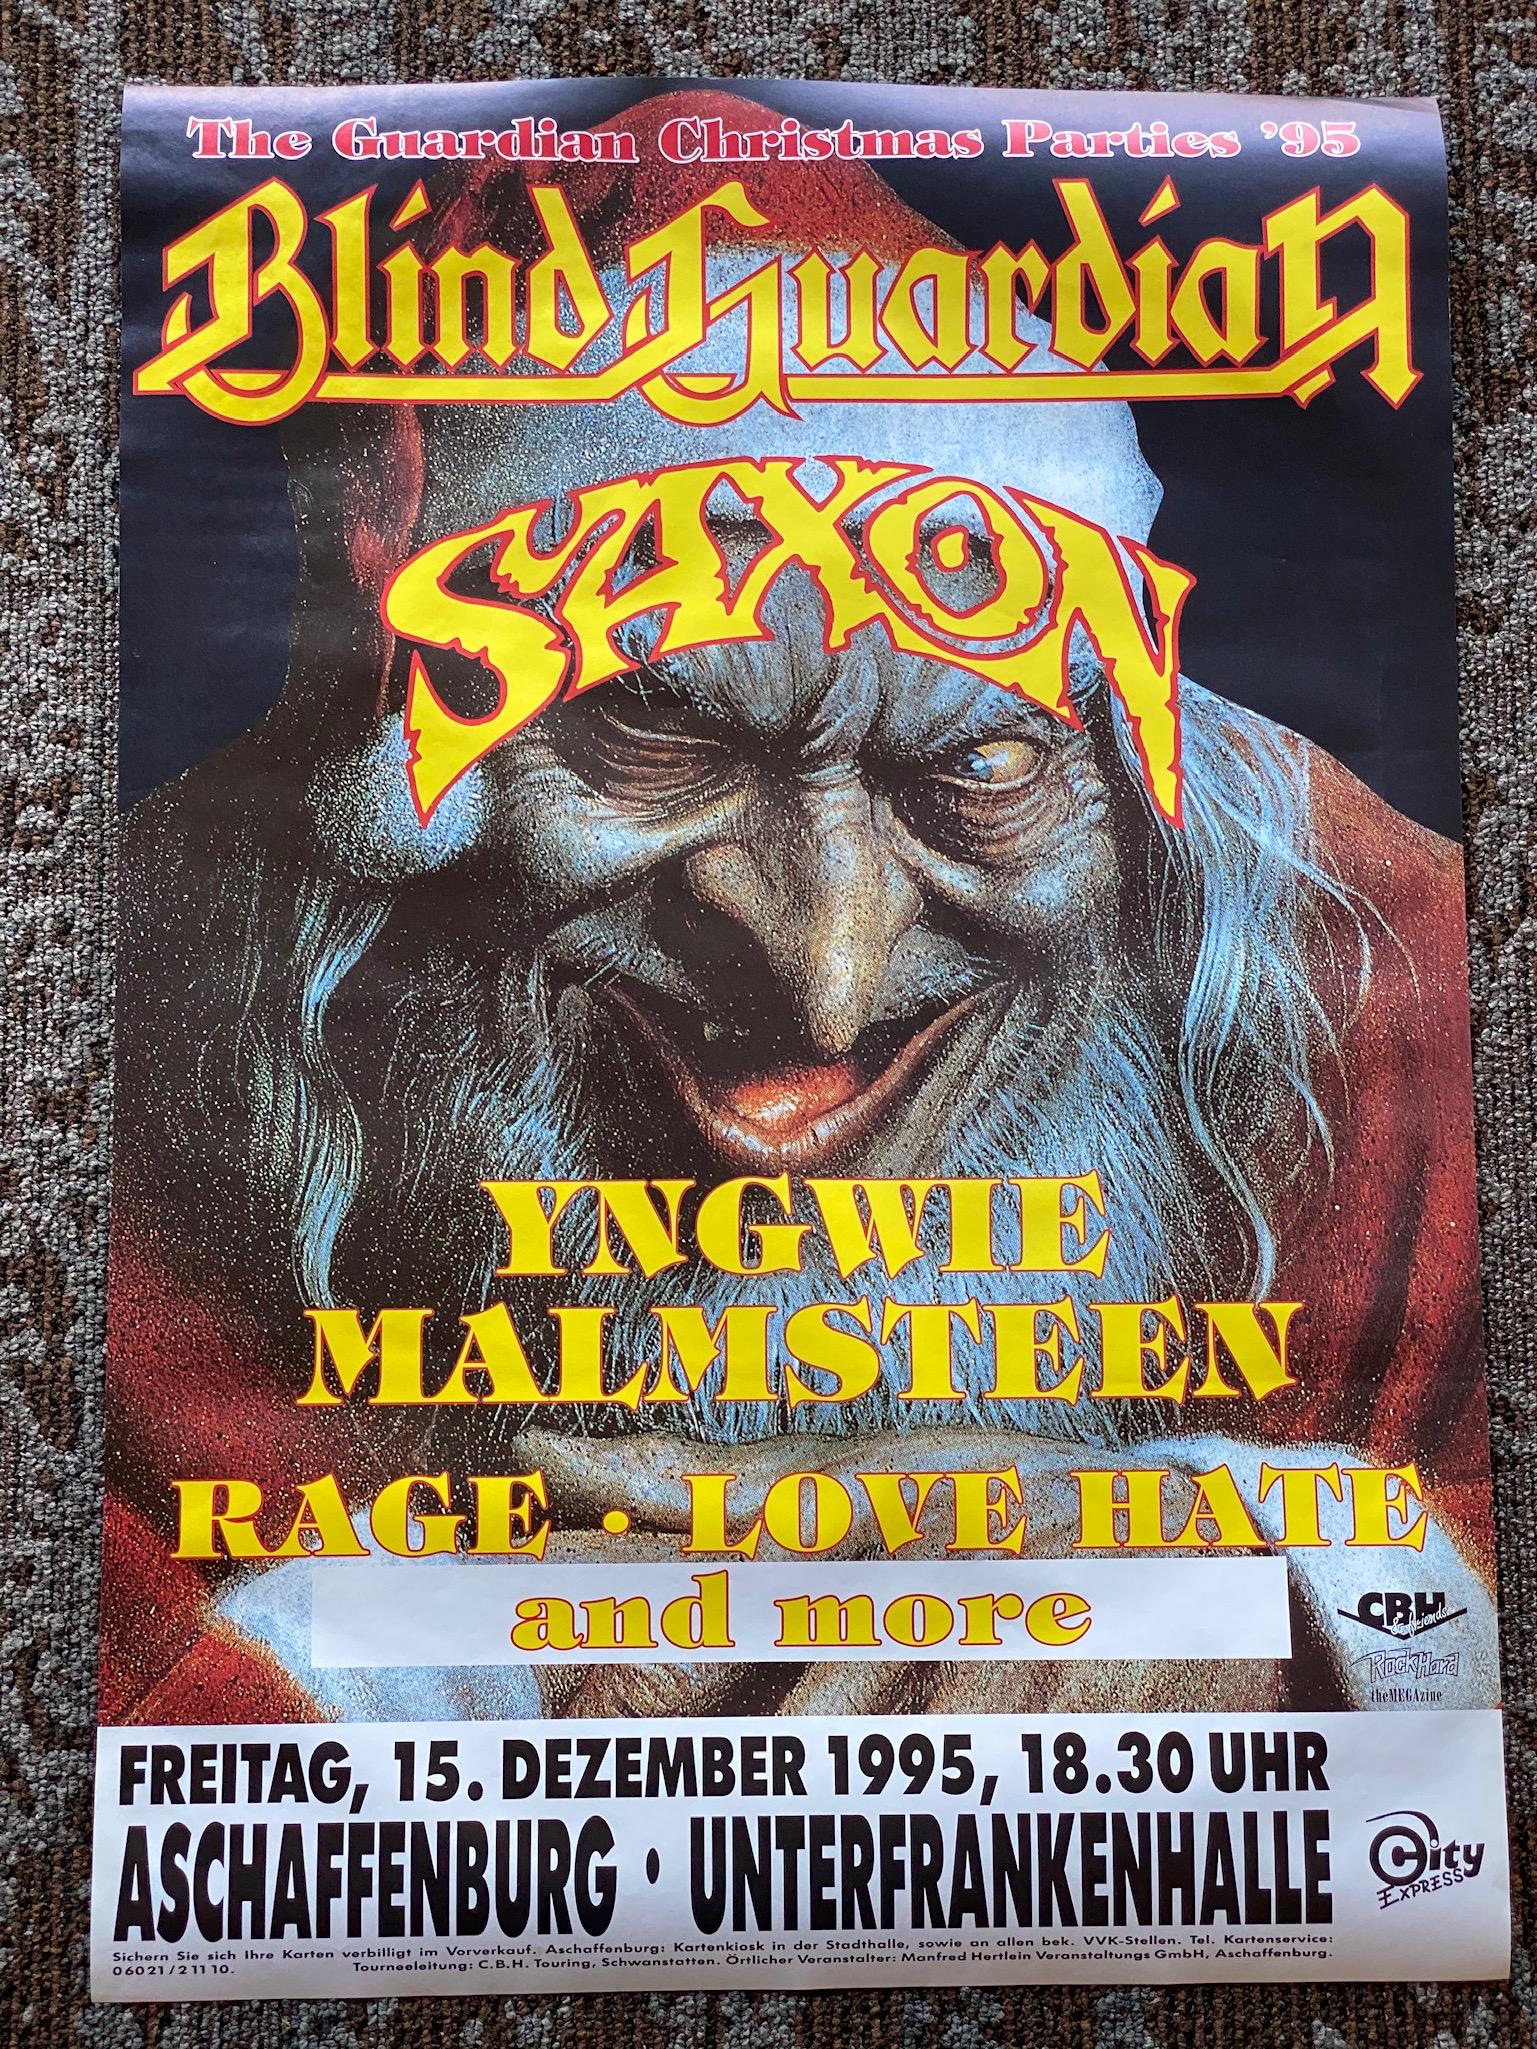 The Guardian Christmas Parties '95
Blind Guardian
SAXON
YNGWIE
MALMSTEEN
RAGE · LOVE HATE
and more
CBH
& friends
RockHard
theMEGAzine
FREITAG, 15. DEZEMBER 1995, 18.30 UHR
ASCHAFFENBURG · UNTERFRANKENHALLE
City
EXPRESS
Sichern Sie sich Ihre Karten verbilligt im Vorverkauf. Aschaffenburg: Kartenkiosk in der Stadthalle, sowie an allen bek. VVK-Stellen. Tel. Kartenservice:
06021/21110. Tourneeleitung: C.B.H. Touring, Schwanstatten. Örtlicher Veranstalter: Manfred Hertlein Veranstaltungs GmbH, Aschaffenburg.